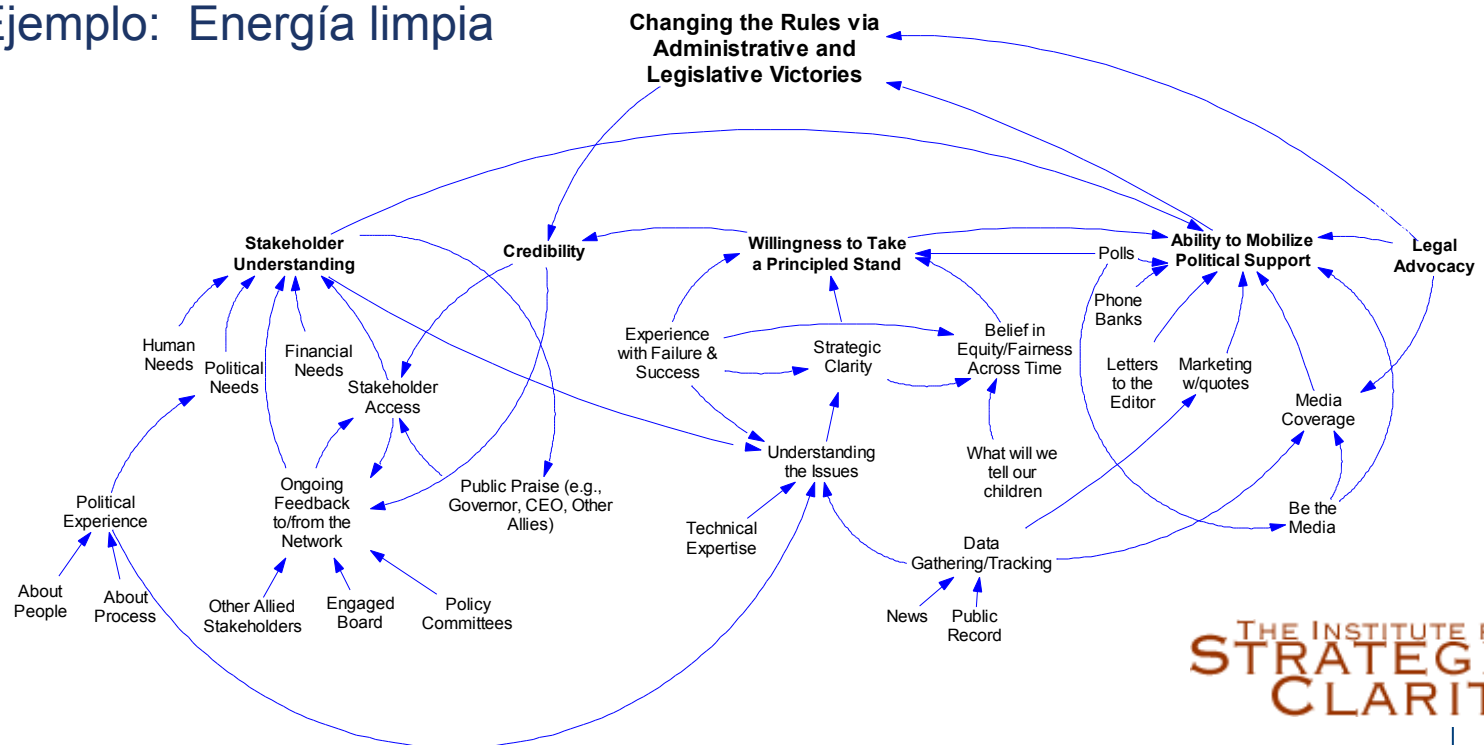 Ejemplo: Energía limpia
Changing the Rules via
Administrative and
Legislative Victories
Stakeholder
Understanding
Credibility
Willingness to Take
a Principled Stand
Polls
Ability to Mobilize
Political Support
Legal
Advocacy
Human
Needs
Political
Needs
Financial
Needs
Stakeholder
Access
Experience
with Failure &
Success
Strategic
Clarity
Belief in
Equity/Fairness
Across Time
Phone
Banks
Letters
to the
Editor
Marketing
w/quotes
Media
Coverage
Political
Experience
Ongoing
Feedback
to/from the
Network
Public Praise (e.g.,
Governor, CEO, Other
Allies)
Understanding
the Issues
What will we
tell our
children
Technical
Expertise
Data
Gathering/Tracking
Be the
Media
About
People
About
Process
Other Allied
Stakeholders
Engaged
Board
Policy
Committees
News
Public
Record
THE INSTITUTE
STRATEGI
CLARIT